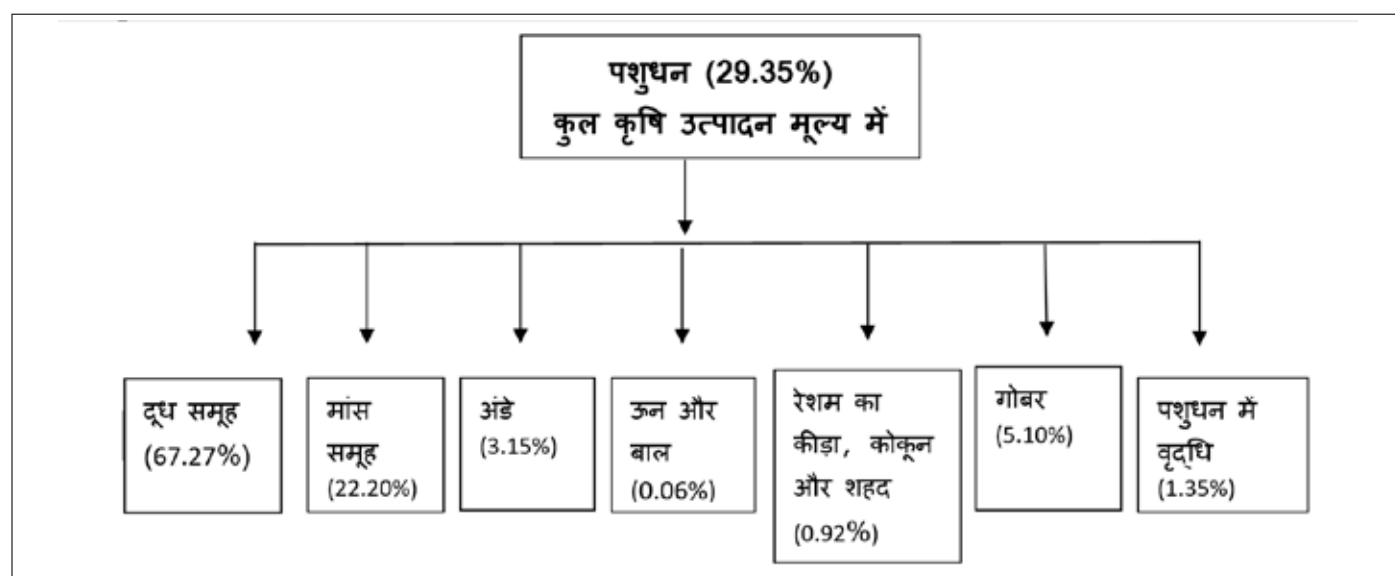 पशुधन (29.35%)
कुल कृषि उत्पादन मूल्य में
दूध समूह
(67.27%)
मांस
समूह
(22.20%)
अंडे
(3.15%)
ऊन और
बाल
(0.06%)
रेशम का
कीड़ा, कोकून
और शहद
(0.92%)
गोबर
(5.10%)
पशुधन में
वृद्धि
(1.35%)